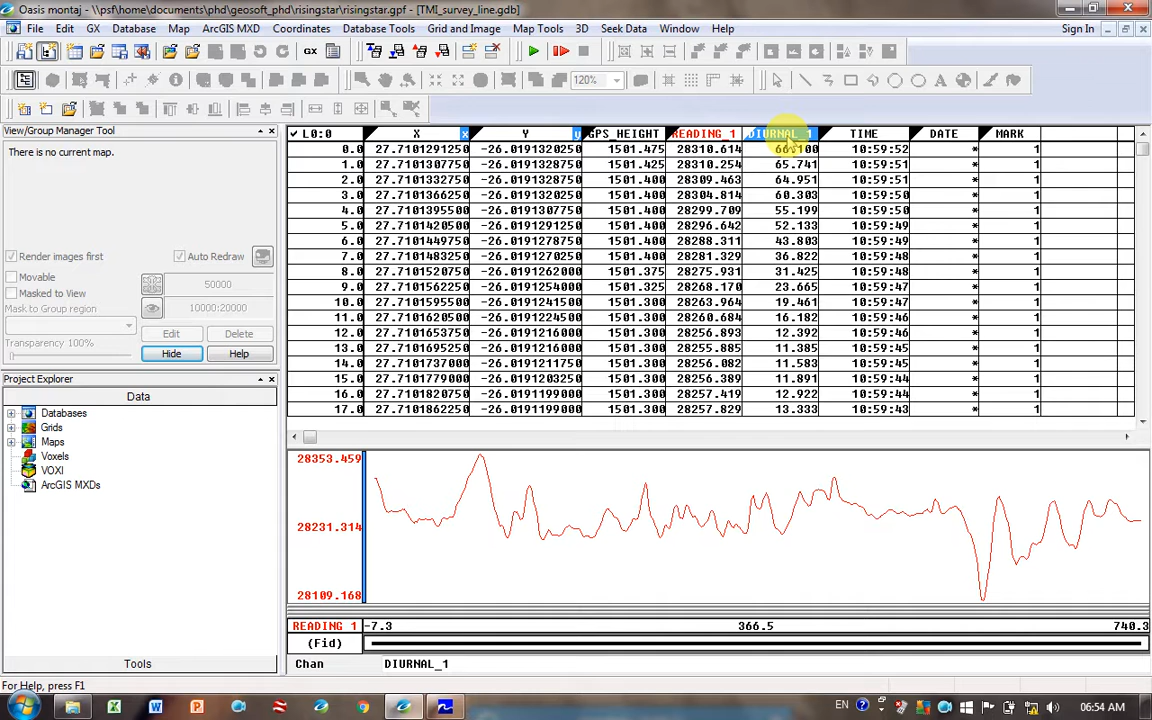 Oasis montaj - \\psf\home\documents\phd\geosoft_phd\risingstar\risingstar.gpf - [TMI_survey_line.gdb]
File Edit GX Database Map ArcGIS MXD Coordinates Database Tools Grid and Image Map Tools 3D Seek Data Window Help Sign In
GX
120%
View/Group Manager Tool
There is no current map.
Render images first
Auto Redraw
Movable
50000
Masked to View
Mask to Group region
10000:20000
Edit Delete
Transparency 100%
Hide Help
Project Explorer
Data
Databases
Grids
Maps
Voxels
VOXI
ArcGIS MXDs
Tools
L0:0 X x Y y GPS_HEIGHT READING_1 DIURNAL_1 TIME DATE MARK
0.0 27.7101291250 -26.0191320250 1501.475 28310.614 66.100 10:59:52 * 1
1.0 27.7101307750 -26.0191328750 1501.425 28310.254 65.741 10:59:51 * 1
2.0 27.7101332750 -26.0191328750 1501.400 28309.463 64.951 10:59:51 * 1
3.0 27.7101366250 -26.0191320250 1501.400 28304.814 60.303 10:59:50 * 1
4.0 27.7101395500 -26.0191307750 1501.400 28299.709 55.199 10:59:50 * 1
5.0 27.7101420500 -26.0191291250 1501.400 28296.642 52.133 10:59:49 * 1
6.0 27.7101449750 -26.0191278750 1501.400 28288.311 43.803 10:59:49 * 1
7.0 27.7101483250 -26.0191270250 1501.400 28281.329 36.822 10:59:48 * 1
8.0 27.7101520750 -26.0191262000 1501.375 28275.931 31.425 10:59:48 * 1
9.0 27.7101562250 -26.0191254000 1501.325 28268.170 23.665 10:59:47 * 1
10.0 27.7101595500 -26.0191241500 1501.300 28263.964 19.461 10:59:47 * 1
11.0 27.7101620500 -26.0191224500 1501.300 28260.684 16.182 10:59:46 * 1
12.0 27.7101653750 -26.0191216000 1501.300 28256.893 12.392 10:59:46 * 1
13.0 27.7101695250 -26.0191216000 1501.300 28255.885 11.385 10:59:45 * 1
14.0 27.7101737000 -26.0191211750 1501.300 28256.082 11.583 10:59:45 * 1
15.0 27.7101779000 -26.0191203250 1501.300 28256.389 11.891 10:59:44 * 1
16.0 27.7101820750 -26.0191199000 1501.300 28257.419 12.922 10:59:44 * 1
17.0 27.7101862250 -26.0191199000 1501.300 28257.829 13.333 10:59:43 * 1
28353.459
28231.314
28109.168
READING 1 -7.3 366.5 740.3
(Fid)
Chan DIURNAL_1
For Help, press F1
EN 06:54 AM